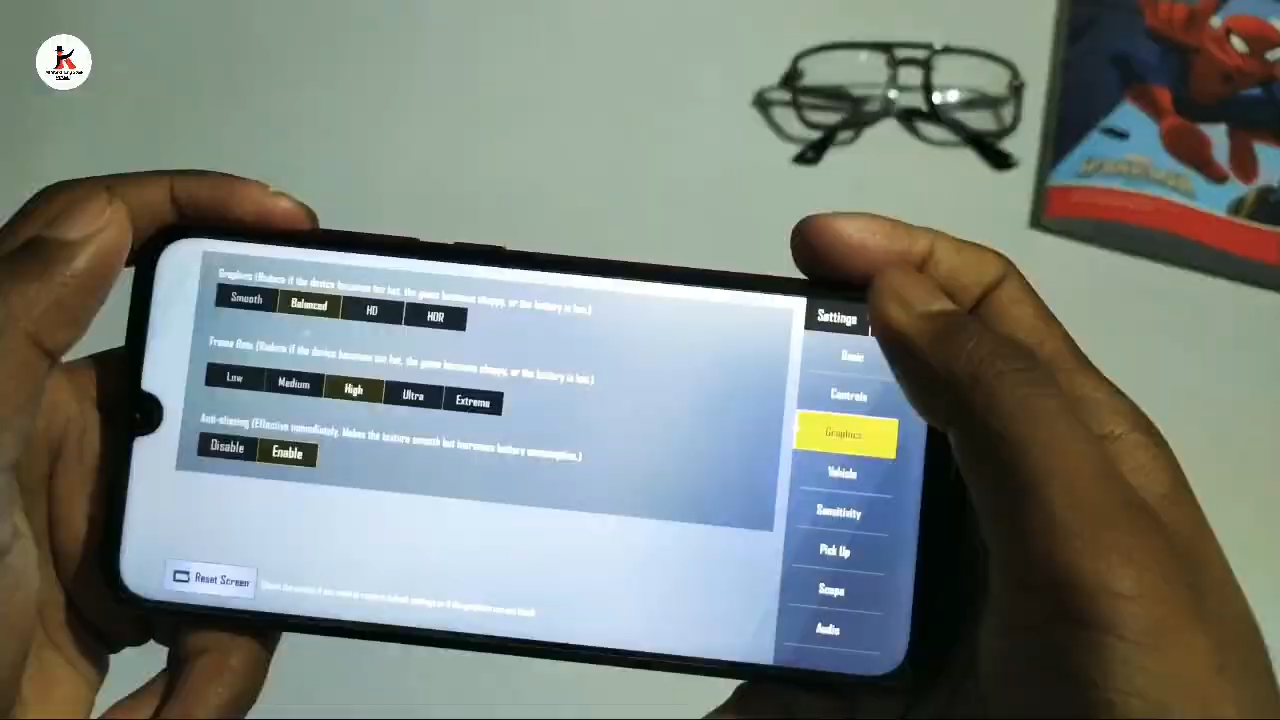 K
Graphics (Reduce if the device becomes too hot, the game becomes choppy, or the battery is low.)
Smooth
Balanced
HD
HDR
Frame Rate (Reduce if the device becomes too hot, the game becomes choppy, or the battery is low.)
Low
Medium
High
Ultra
Extreme
Anti-aliasing (Effective immediately. Makes the texture smooth but increases battery consumption.)
Disable
Enable
Reset Screen
Settings
Basic
Controls
Graphics
Vehicle
Sensitivity
Pick Up
Scope
Audio